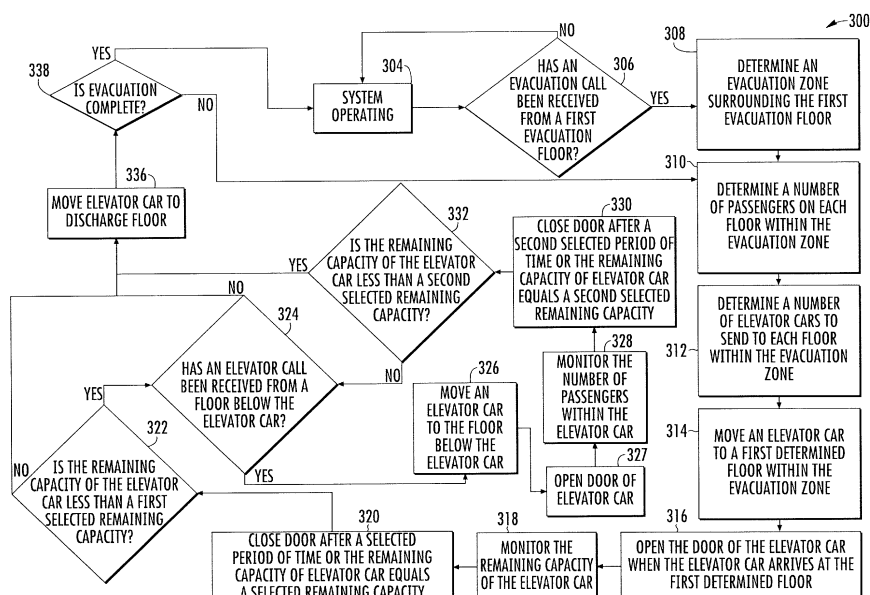 300
308
DETERMINE AN
EVACUATION ZONE
SURROUNDING THE FIRST
EVACUATION FLOOR
NO
306
HAS AN
EVACUATION CALL
BEEN RECEIVED
FROM A FIRST
EVACUATION
FLOOR?
YES
304
SYSTEM
OPERATING
YES
338
IS EVACUATION
COMPLETE?
NO
310
DETERMINE A NUMBER
OF PASSENGERS ON EACH
FLOOR WITHIN THE
EVACUATION ZONE
336
MOVE ELEVATOR CAR TO
DISCHARGE FLOOR
332
IS THE REMAINING
CAPACITY OF THE ELEVATOR
CAR LESS THAN A SECOND
SELECTED REMAINING
CAPACITY?
YES
NO
330
CLOSE DOOR AFTER A
SECOND SELECTED PERIOD OF
TIME OR THE REMAINING
CAPACITY OF ELEVATOR CAR
EQUALS A SECOND SELECTED
REMAINING CAPACITY
312
DETERMINE A NUMBER
OF ELEVATOR CARS TO
SEND TO EACH FLOOR
WITHIN THE EVACUATION
ZONE
NO
324
HAS AN ELEVATOR CALL
BEEN RECEIVED FROM A
FLOOR BELOW THE
ELEVATOR CAR?
YES
326
MOVE AN
ELEVATOR CAR
TO THE FLOOR
BELOW THE
ELEVATOR CAR
328
MONITOR THE
NUMBER OF
PASSENGERS
WITHIN THE
ELEVATOR CAR
327
OPEN DOOR OF
ELEVATOR CAR
314
MOVE AN ELEVATOR CAR
TO A FIRST DETERMINED
FLOOR WITHIN THE
EVACUATION ZONE
YES
322
NO
IS THE REMAINING
CAPACITY OF THE ELEVATOR
CAR LESS THAN A FIRST
SELECTED REMAINING
CAPACITY?
320
CLOSE DOOR AFTER A SELECTED
PERIOD OF TIME OR THE REMAINING
CAPACITY OF ELEVATOR CAR EQUALS
A SELECTED REMAINING CAPACITY
318
MONITOR THE
REMAINING CAPACITY
OF THE ELEVATOR CAR
316
OPEN THE DOOR OF THE ELEVATOR CAR
WHEN THE ELEVATOR CAR ARRIVES AT THE
FIRST DETERMINED FLOOR